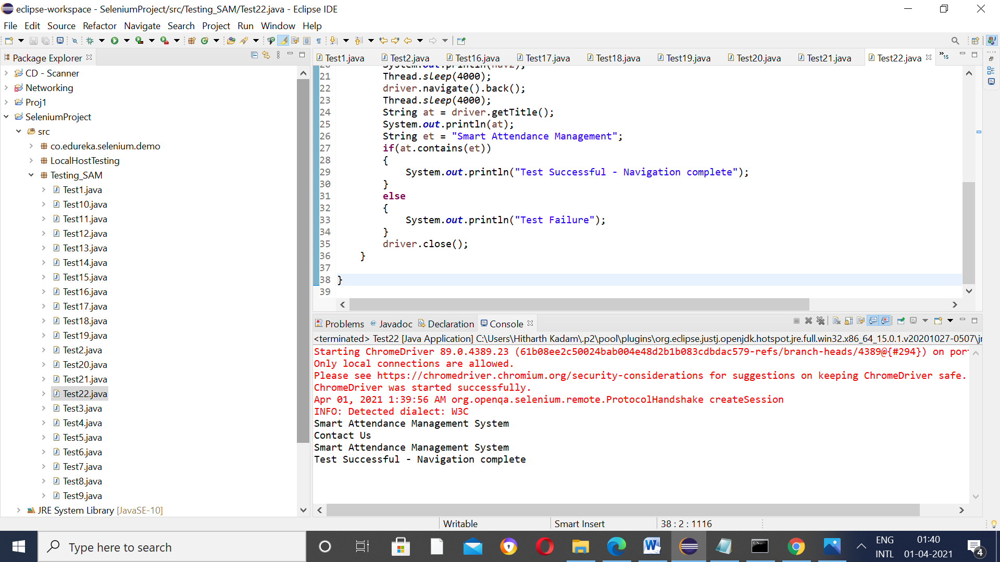 eclipse-workspace - SeleniumProject/src/Testing_SAM/Test22.java - Eclipse IDE
File Edit Source Refactor Navigate Search Project Run Window Help
Package Explorer
CD - Scanner
Networking
Proj1
SeleniumProject
src
co.edureka.selenium.demo
LocalHostTesting
Testing_SAM
Test1.java
Test10.java
Test11.java
Test12.java
Test13.java
Test14.java
Test15.java
Test16.java
Test17.java
Test18.java
Test19.java
Test2.java
Test20.java
Test21.java
Test22.java
Test3.java
Test4.java
Test5.java
Test6.java
Test7.java
Test8.java
Test9.java
JRE System Library [JavaSE-10]
Test1.java Test2.java Test16.java Test17.java Test18.java Test19.java Test20.java Test21.java Test22.java »15
20 System.out.println(nav2);
21 Thread.sleep(4000);
22 driver.navigate().back();
23 Thread.sleep(4000);
24 String at = driver.getTitle();
25 System.out.println(at);
26 String et = "Smart Attendance Management";
27 if(at.contains(et))
28 {
29 System.out.println("Test Successful - Navigation complete");
30 }
31 else
32 {
33 System.out.println("Test Failure");
34 }
35 driver.close();
36 }
37
38 }
39
Problems @ Javadoc Declaration Console
<terminated> Test22 [Java Application] C:\Users\Hitharth Kadam\.p2\pool\plugins\org.eclipse.justj.openjdk.hotspot.jre.full.win32.x86_64_15.0.1.v20201027-0507\jr
Starting ChromeDriver 89.0.4389.23 (61b08ee2c50024bab004e48d2b1b083cdbdac579-refs/branch-heads/4389@{#294}) on por
Only local connections are allowed.
Please see https://chromedriver.chromium.org/security-considerations for suggestions on keeping ChromeDriver safe.
ChromeDriver was started successfully.
Apr 01, 2021 1:39:56 AM org.openqa.selenium.remote.ProtocolHandshake createSession
INFO: Detected dialect: W3C
Smart Attendance Management System
Contact Us
Smart Attendance Management System
Test Successful - Navigation complete
Writable Smart Insert 38 : 2 : 1116
Type here to search
ENG
INTL
01:40
01-04-2021
4